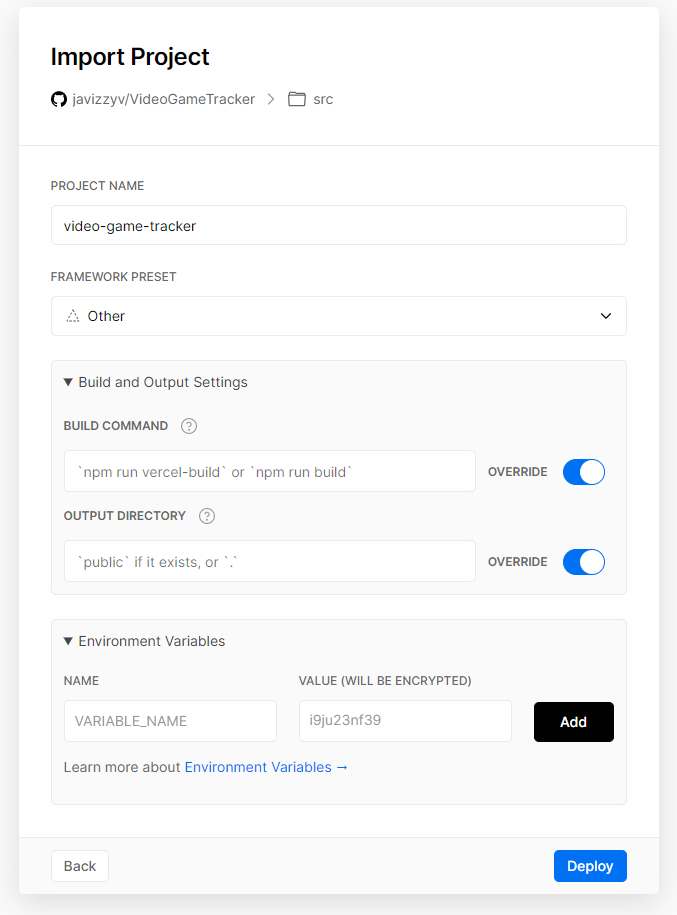 Import Project
javizzyv/VideoGameTracker > src
PROJECT NAME
video-game-tracker
FRAMEWORK PRESET
Other
▼ Build and Output Settings
BUILD COMMAND ?
`npm run vercel-build` or `npm run build` OVERRIDE
OUTPUT DIRECTORY ?
`public` if it exists, or `.` OVERRIDE
▼ Environment Variables
NAME VALUE (WILL BE ENCRYPTED)
VARIABLE_NAME i9ju23nf39 Add
Learn more about Environment Variables →
Back Deploy